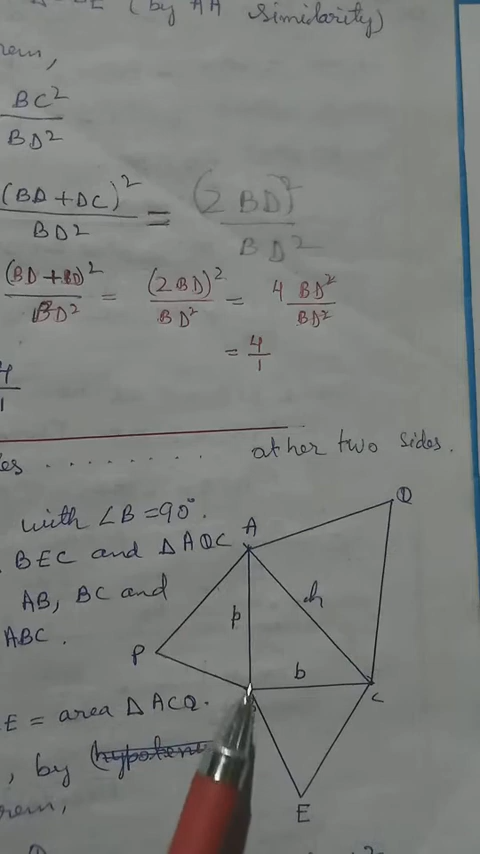 (by AA similarity)
rem,
BC²
BD²
(BD + DC)² = (2 BD)²
BD² BD²
(BD + BD)² = (2BD)² = 4 BD²
BD² BD² BD²
= 4/1
4
1
. . . . . . . . other two sides.
with ∠B = 90°.
BEC and ΔAQC
AB, BC and
ABC.
E = area ΔACQ.
, by
rem,
A
Q
h
p
P
b
C
E